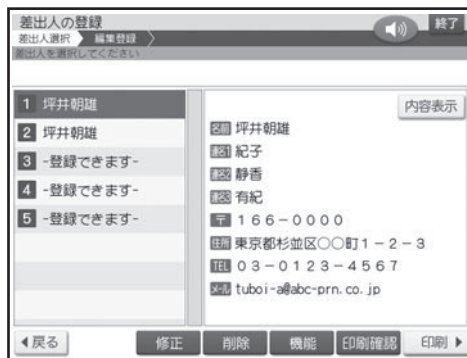 差出人の登録
終了
差出人選択 編集登録
差出人を選択してください
1 坪井朝雄
2 坪井朝雄
3 -登録できます-
4 -登録できます-
5 -登録できます-
内容表示
名前 坪井朝雄
連名1 紀子
連名2 静香
連名3 有紀
〒 166-0000
住所 東京都杉並区〇〇町1-2-3
TEL 03-0123-4567
メール tuboi-a@abc-prn.co.jp
戻る
修正
削除
機能
印刷確認
印刷